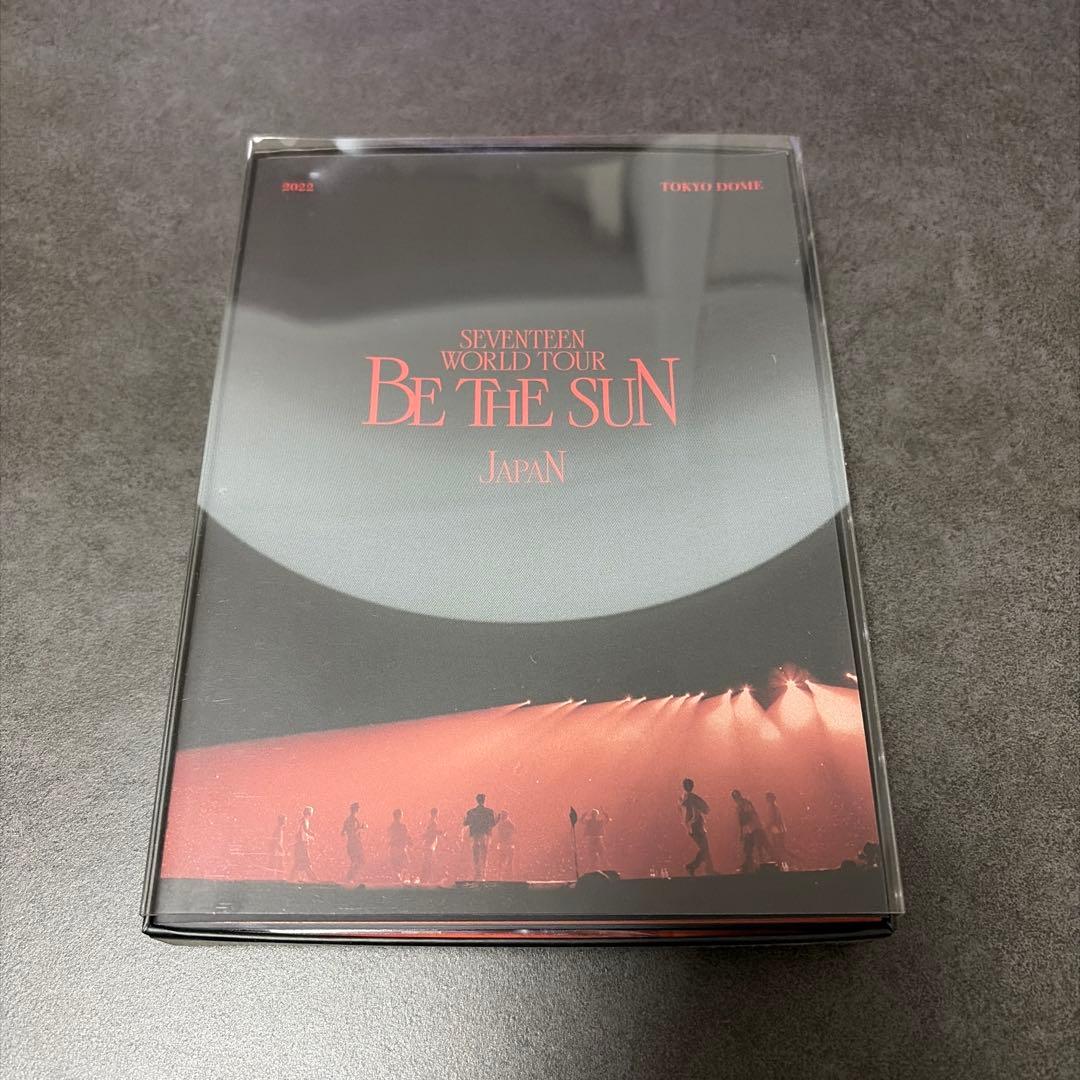 2022
TOKYO DOME
SEVENTEEN
WORLD TOUR
BE THE SUN
JAPAN